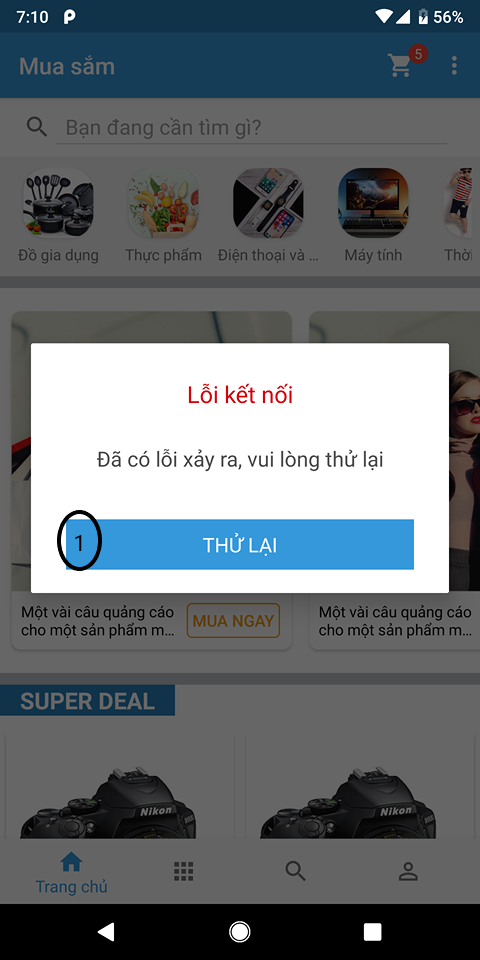 7:10
56%
Mua sắm
5
Bạn đang cần tìm gì?
Đồ gia dụng
Thực phẩm
Điện thoại và ...
Máy tính
Thời
Lỗi kết nối
Đã có lỗi xảy ra, vui lòng thử lại
1
THỬ LẠI
Một vài câu quảng cáo
cho một sản phẩm m...
MUA NGAY
Một vài câu quảng cáo
cho một sản phẩm m...
SUPER DEAL
Nikon
Nikon
Trang chủ